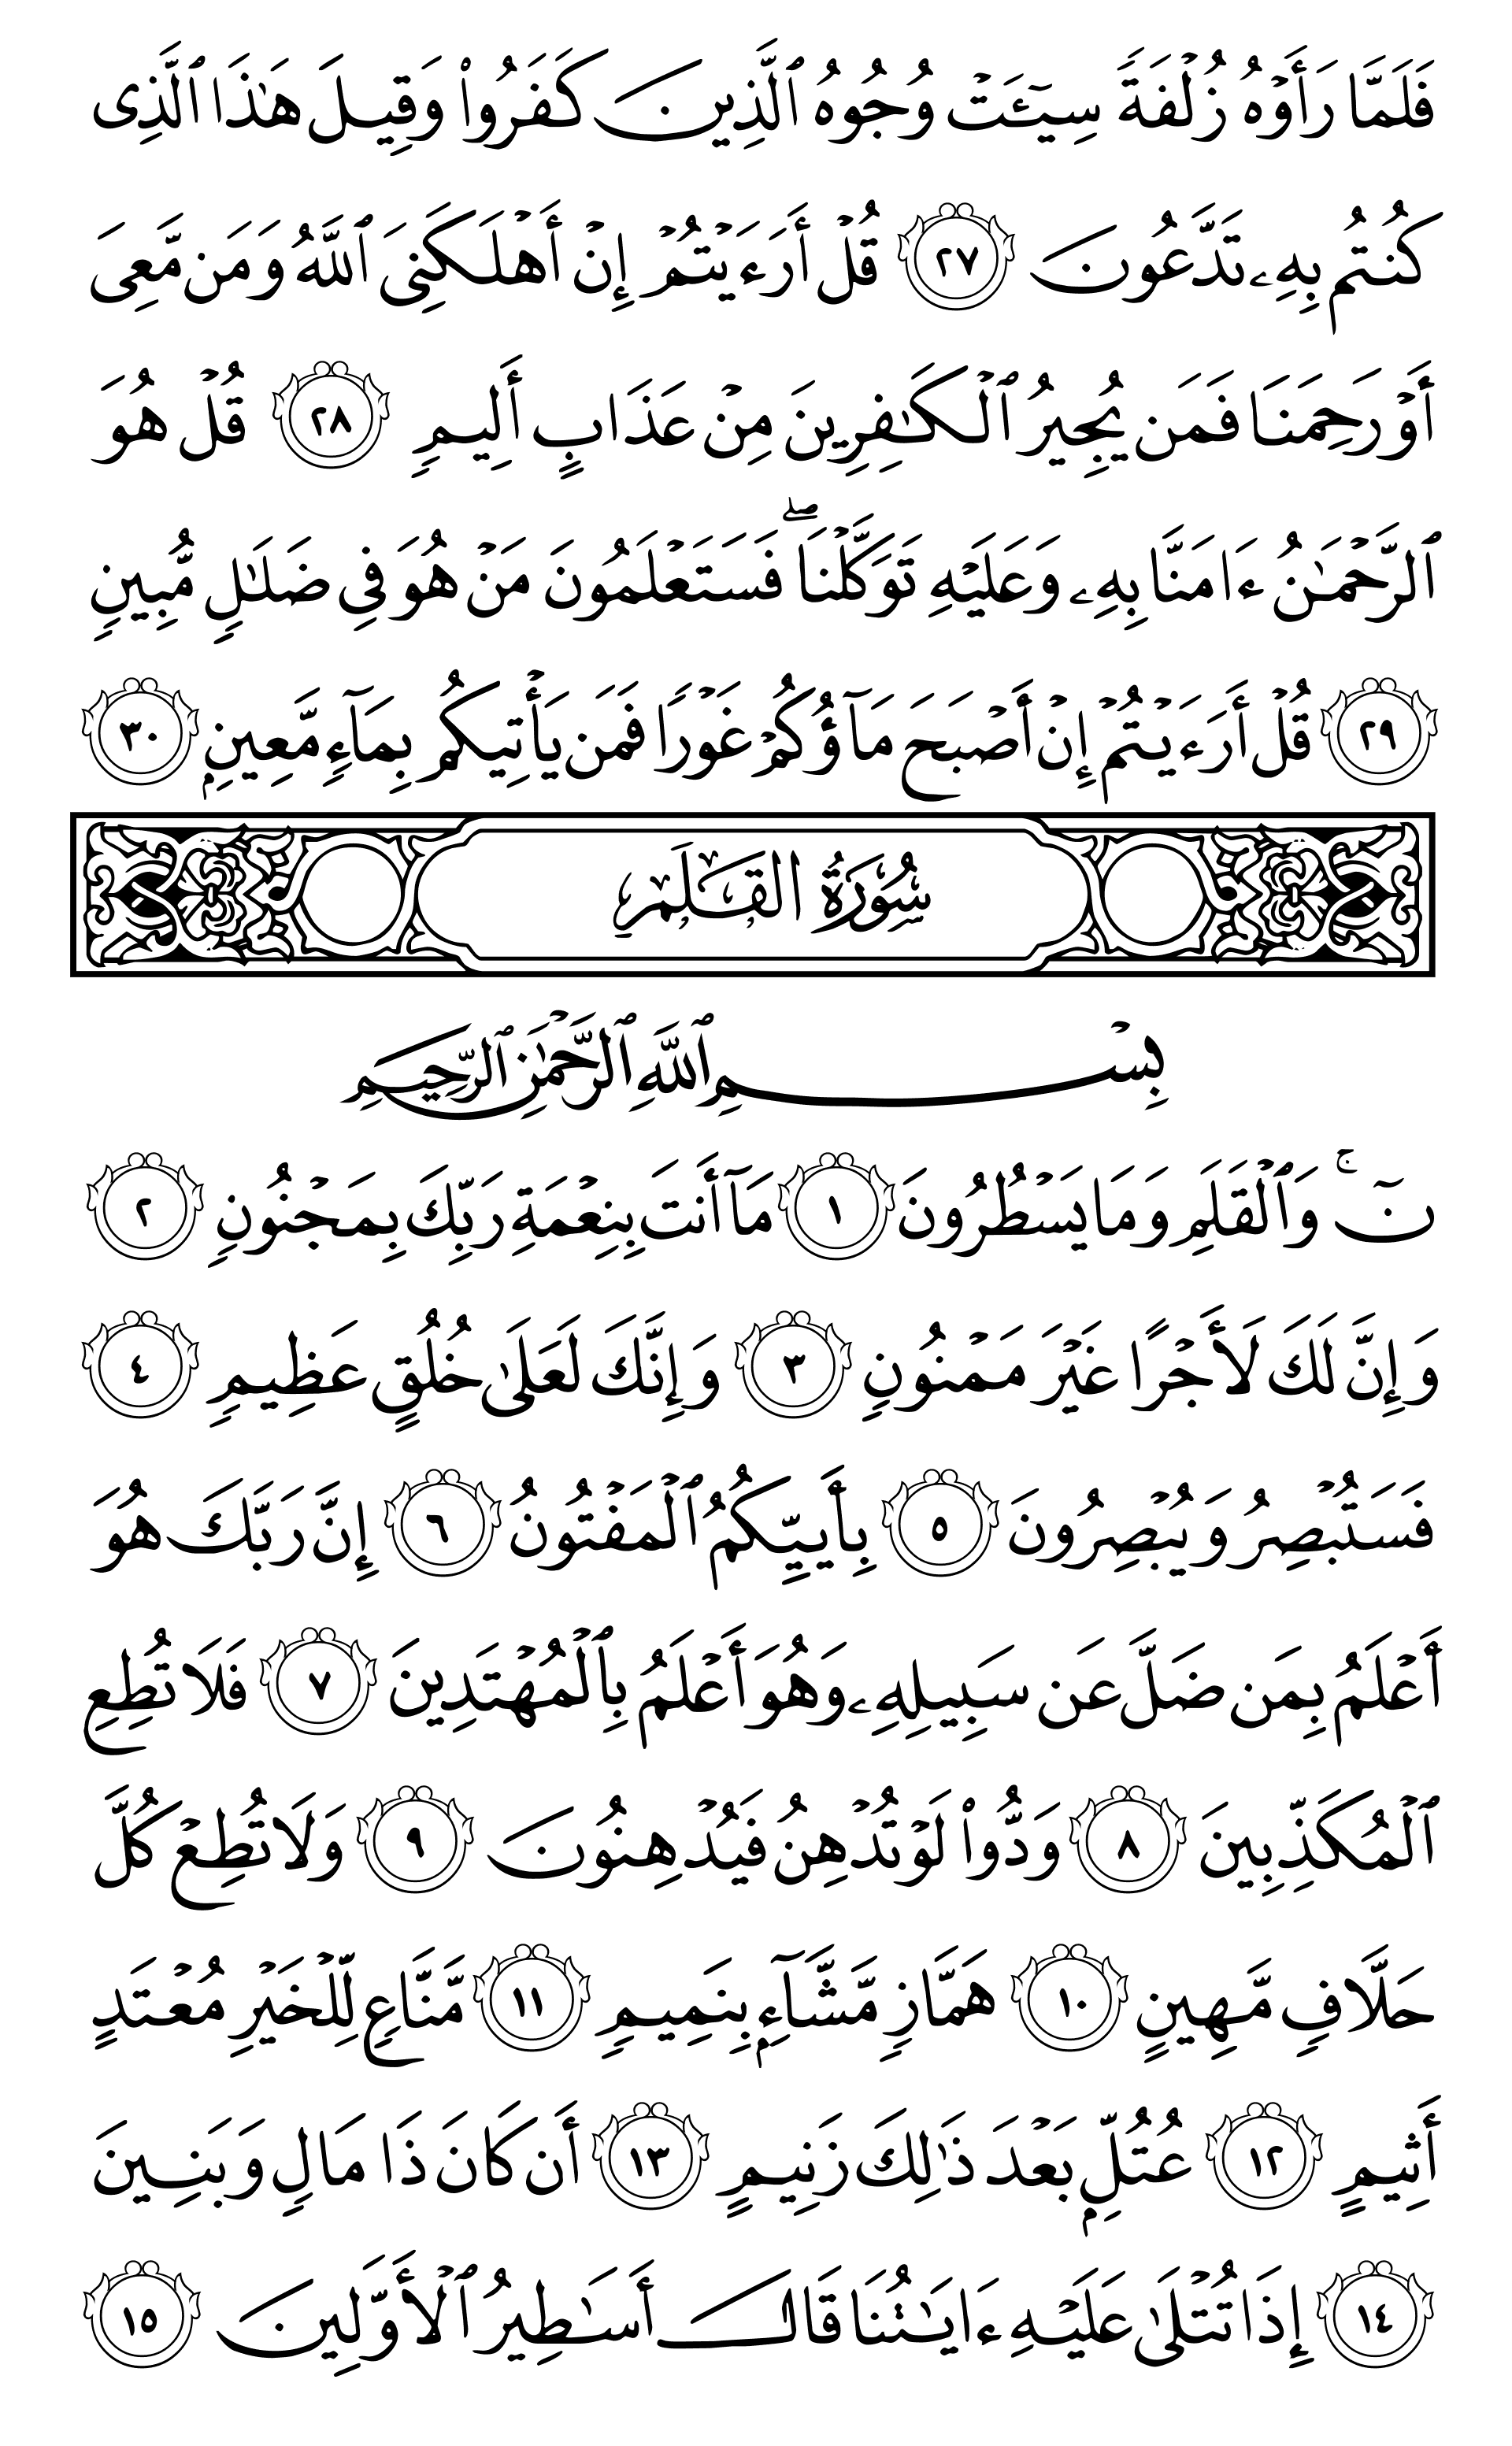 فَلَمَّا رَأَوۡهُ زُلۡفَةٗ سِيٓـَٔتۡ وُجُوهُ ٱلَّذِينَ كَفَرُواْ وَقِيلَ هَٰذَا ٱلَّذِي
كُنتُم بِهِۦ تَدَّعُونَ ٢٧ قُلۡ أَرَءَيۡتُمۡ إِنۡ أَهۡلَكَنِيَ ٱللَّهُ وَمَن مَّعِيَ
أَوۡ رَحِمَنَا فَمَن يُجِيرُ ٱلۡكَٰفِرِينَ مِنۡ عَذَابٍ أَلِيمٖ ٢٨ قُلۡ هُوَ
ٱلرَّحۡمَٰنُ ءَامَنَّا بِهِۦ وَعَلَيۡهِ تَوَكَّلۡنَاۖ فَسَتَعۡلَمُونَ مَنۡ هُوَ فِي ضَلَٰلٖ مُّبِينٖ
٢٩ قُلۡ أَرَءَيۡتُمۡ إِنۡ أَصۡبَحَ مَآؤُكُمۡ غَوۡرٗا فَمَن يَأۡتِيكُم بِمَآءٖ مَّعِينِۭ ٣٠
سُورَةُ القَلَمِ
بِسۡمِ ٱللَّهِ ٱلرَّحۡمَٰنِ ٱلرَّحِيمِ
نٓۚ وَٱلۡقَلَمِ وَمَا يَسۡطُرُونَ ١ مَآ أَنتَ بِنِعۡمَةِ رَبِّكَ بِمَجۡنُونٖ ٢
وَإِنَّ لَكَ لَأَجۡرًا غَيۡرَ مَمۡنُونٖ ٣ وَإِنَّكَ لَعَلَىٰ خُلُقٍ عَظِيمٖ ٤
فَسَتُبۡصِرُ وَيُبۡصِرُونَ ٥ بِأَييِّكُمُ ٱلۡمَفۡتُونُ ٦ إِنَّ رَبَّكَ هُوَ
أَعۡلَمُ بِمَن ضَلَّ عَن سَبِيلِهِۦ وَهُوَ أَعۡلَمُ بِٱلۡمُهۡتَدِينَ ٧ فَلَا تُطِعِ
ٱلۡمُكَذِّبِينَ ٨ وَدُّواْ لَوۡ تُدۡهِنُ فَيُدۡهِنُونَ ٩ وَلَا تُطِعۡ كُلَّ
حَلَّافٖ مَّهِينٍ ١٠ هَمَّازٖ مَّشَّآءِۭ بِنَمِيمٖ ١١ مَّنَّاعٖ لِّلۡخَيۡرِ مُعۡتَدٍ
أَثِيمٍ ١٢ عُتُلِّۭ بَعۡدَ ذَٰلِكَ زَنِيمٍ ١٣ أَن كَانَ ذَا مَالٖ وَبَنِينَ
١٤ إِذَا تُتۡلَىٰ عَلَيۡهِ ءَايَٰتُنَا قَالَ أَسَٰطِيرُ ٱلۡأَوَّلِينَ ١٥